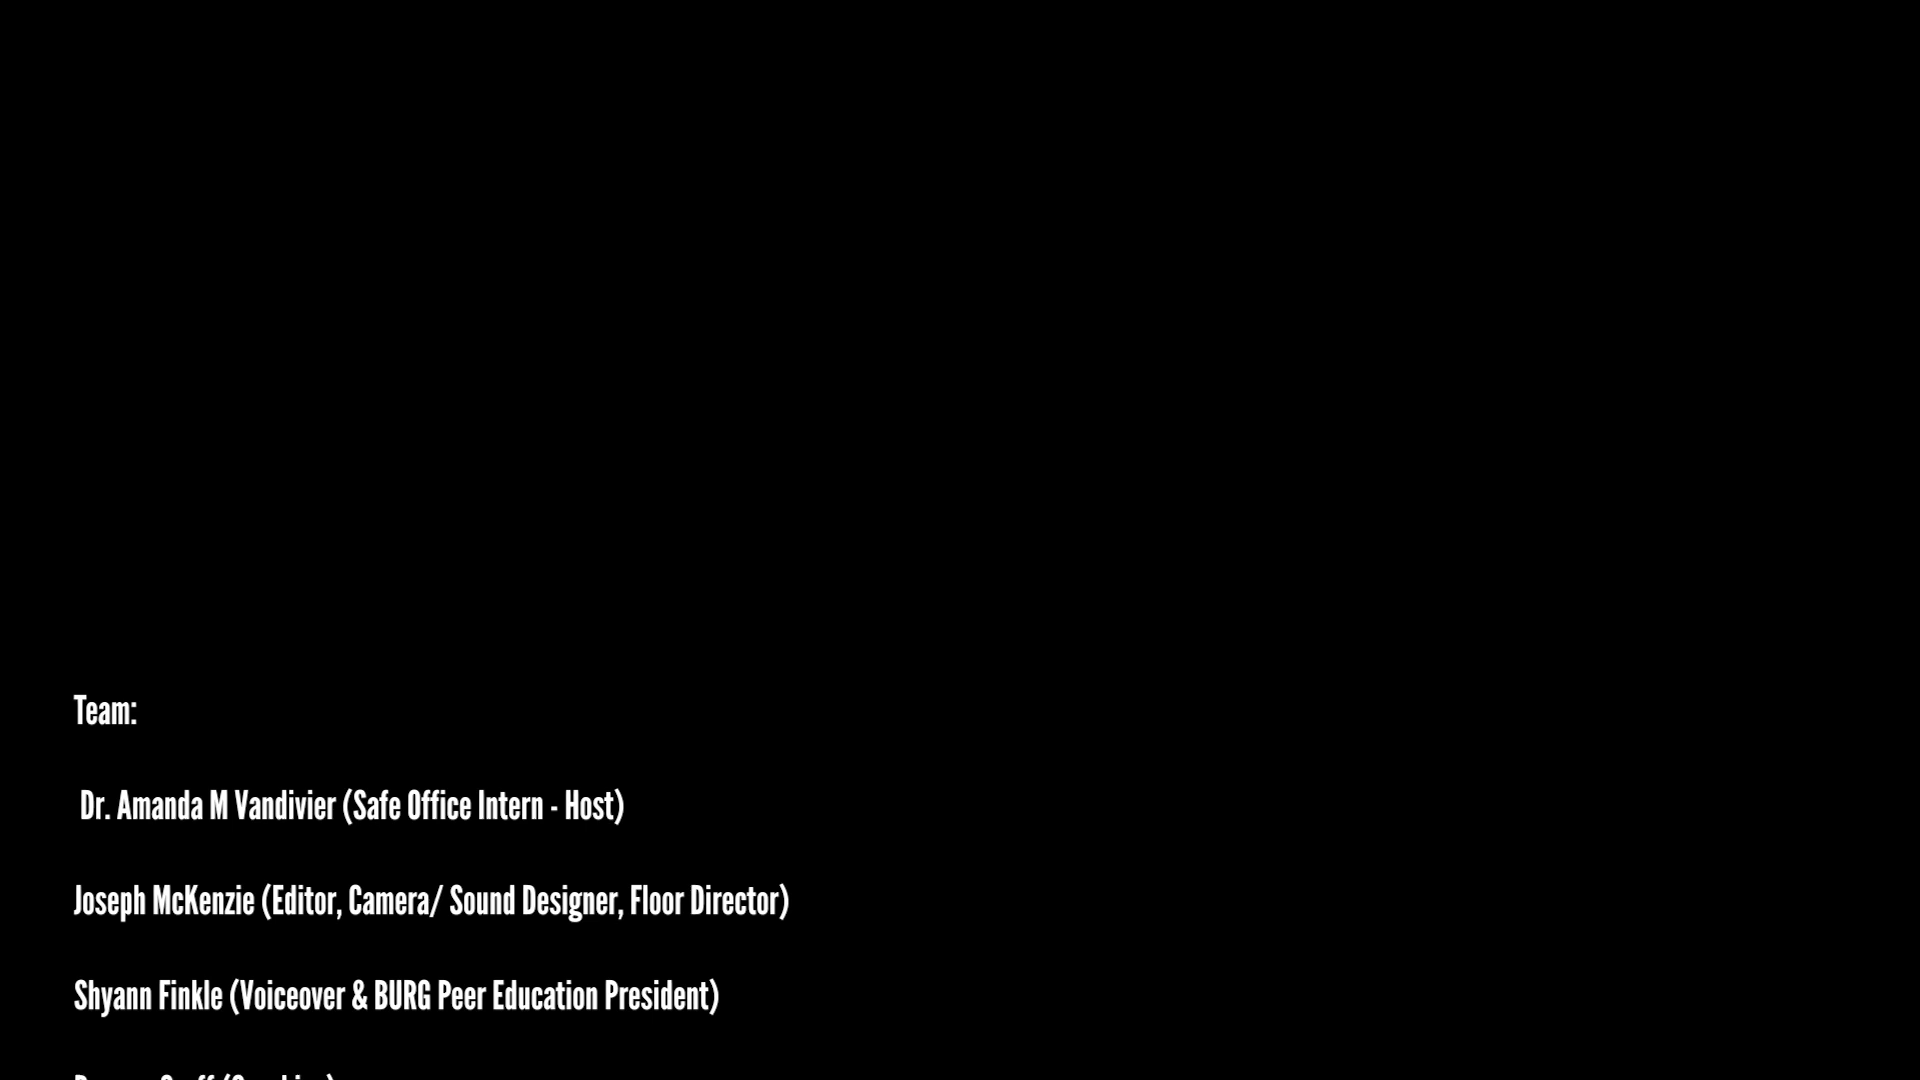 Team:
Dr. Amanda M Vandivier (Safe Office Intern - Host)
Joseph McKenzie (Editor, Camera/ Sound Designer, Floor Director)
Shyann Finkle (Voiceover & BURG Peer Education President)